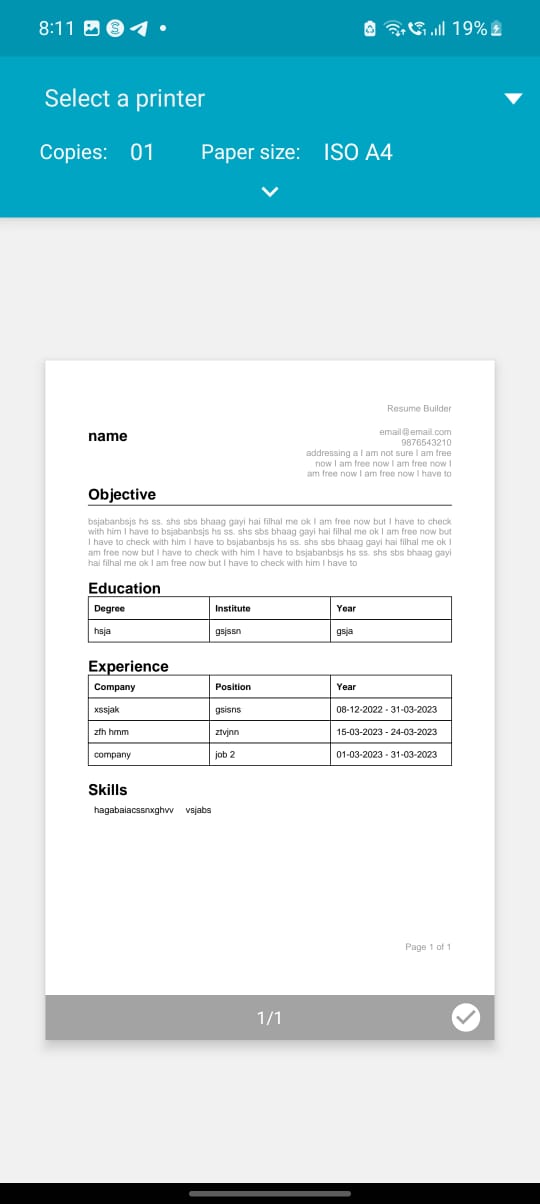 8:11
19%
Select a printer
Copies: 01 Paper size: ISO A4
Resume Builder
name
email@email.com
9876543210
addressing a I am not sure I am free
now I am free now I am free now I
am free now I am free now I have to
Objective
bsjabanbsjs hs ss. shs sbs bhaag gayi hai filhal me ok I am free now but I have to check
with him I have to bsjabanbsjs hs ss. shs sbs bhaag gayi hai filhal me ok I am free now but
I have to check with him I have to bsjabanbsjs hs ss. shs sbs bhaag gayi hai filhal me ok I
am free now but I have to check with him I have to bsjabanbsjs hs ss. shs sbs bhaag gayi
hai filhal me ok I am free now but I have to check with him I have to
Education
Degree Institute Year
hsja gsjssn gsja
Experience
Company Position Year
xssjak gsisns 08-12-2022 - 31-03-2023
zfh hmm ztvjnn 15-03-2023 - 24-03-2023
company job 2 01-03-2023 - 31-03-2023
Skills
hagabaiacssnxghvv vsjabs
Page 1 of 1
1/1